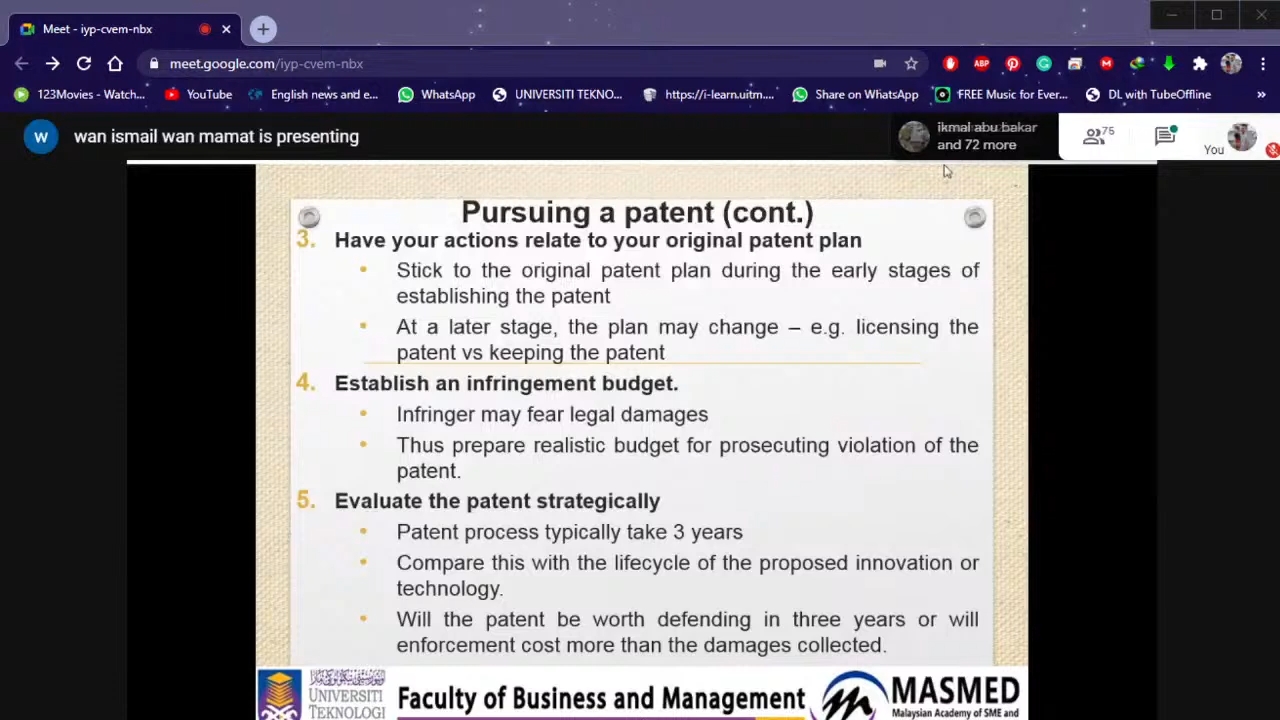 Meet - iyp-cvem-nbx
meet.google.com/iyp-cvem-nbx
ABP
123Movies - Watch...
YouTube
English news and e...
WhatsApp
UNIVERSITI TEKNO...
https://i-learn.uitm....
Share on WhatsApp
FREE Music for Ever...
DL with TubeOffline
»
W
wan ismail wan mamat is presenting
ikmal abu bakar
and 72 more
75
You
Pursuing a patent (cont.)
3. Have your actions relate to your original patent plan
• Stick to the original patent plan during the early stages of
establishing the patent
• At a later stage, the plan may change – e.g. licensing the
patent vs keeping the patent
4. Establish an infringement budget.
• Infringer may fear legal damages
• Thus prepare realistic budget for prosecuting violation of the
patent.
5. Evaluate the patent strategically
• Patent process typically take 3 years
• Compare this with the lifecycle of the proposed innovation or
technology.
• Will the patent be worth defending in three years or will
enforcement cost more than the damages collected.
UNIVERSITI
TEKNOLOGI
Faculty of Business and Management
MASMED
Malaysian Academy of SME and